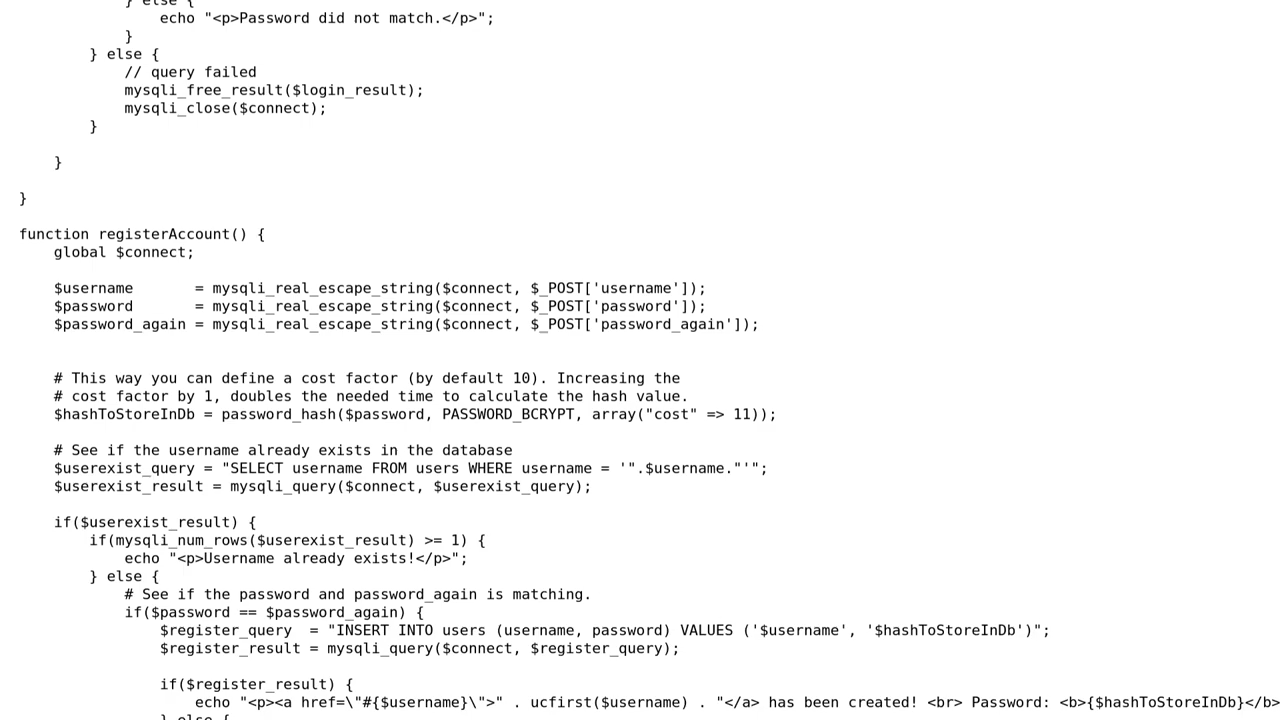 } else {
echo "<p>Password did not match.</p>";
}
} else {
// query failed
mysqli_free_result($login_result);
mysqli_close($connect);
}
}
}
function registerAccount() {
global $connect;
$username       = mysqli_real_escape_string($connect, $_POST['username']);
$password       = mysqli_real_escape_string($connect, $_POST['password']);
$password_again = mysqli_real_escape_string($connect, $_POST['password_again']);
# This way you can define a cost factor (by default 10). Increasing the
# cost factor by 1, doubles the needed time to calculate the hash value.
$hashToStoreInDb = password_hash($password, PASSWORD_BCRYPT, array("cost" => 11));
# See if the username already exists in the database
$userexist_query = "SELECT username FROM users WHERE username = '".$username."'";
$userexist_result = mysqli_query($connect, $userexist_query);
if($userexist_result) {
if(mysqli_num_rows($userexist_result) >= 1) {
echo "<p>Username already exists!</p>";
} else {
# See if the password and password_again is matching.
if($password == $password_again) {
$register_query  = "INSERT INTO users (username, password) VALUES ('$username', '$hashToStoreInDb')";
$register_result = mysqli_query($connect, $register_query);
if($register_result) {
echo "<p><a href=\"#{$username}\">" . ucfirst($username) . "</a> has been created! <br> Password: <b>{$hashToStoreInDb}</b>
} else {